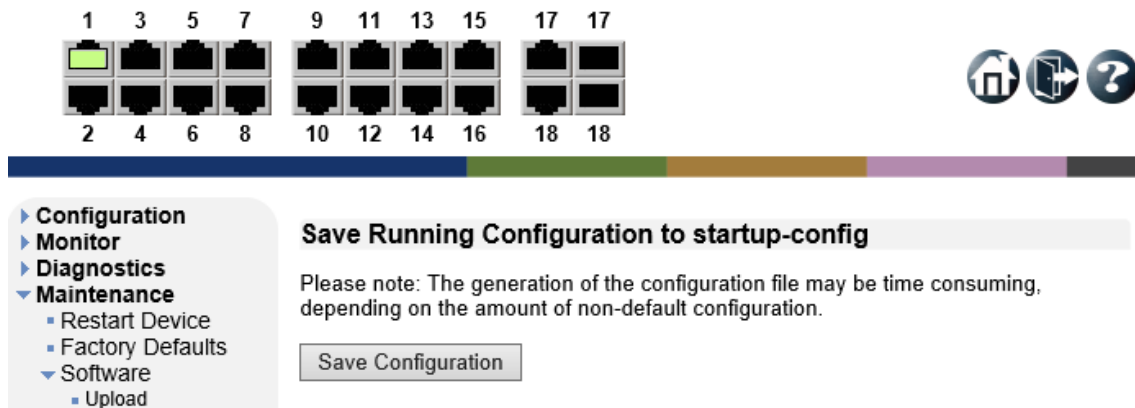 1 3 5 7 9 11 13 15 17 17
2 4 6 8 10 12 14 16 18 18
?
Configuration
Monitor
Diagnostics
Maintenance
Restart Device
Factory Defaults
Software
Upload
Save Running Configuration to startup-config
Please note: The generation of the configuration file may be time consuming,
depending on the amount of non-default configuration.
Save Configuration